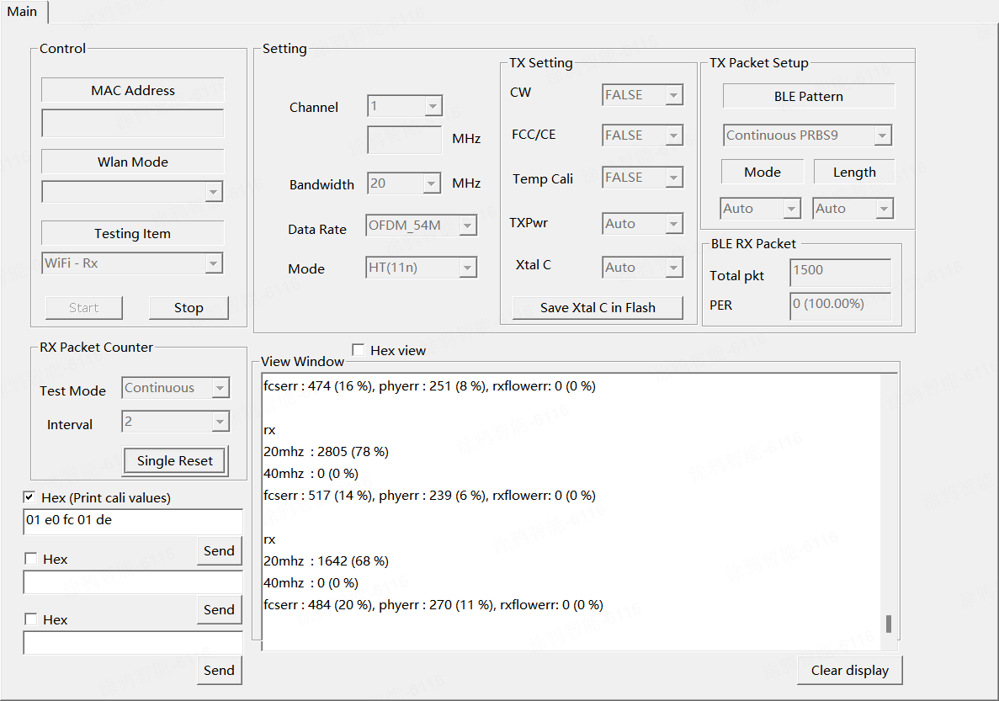 Main
Control
MAC Address
Wlan Mode
Testing Item
WiFi - Rx
Start
Stop
Setting
Channel
1
MHz
Bandwidth
20
MHz
Data Rate
OFDM_54M
Mode
HT(11n)
TX Setting
CW
FALSE
FCC/CE
FALSE
Temp Cali
FALSE
TXPwr
Auto
Xtal C
Auto
Save Xtal C in Flash
TX Packet Setup
BLE Pattern
Continuous PRBS9
Mode
Length
Auto
Auto
BLE RX Packet
Total pkt
1500
PER
0 (100.00%)
RX Packet Counter
Test Mode
Continuous
Interval
2
Single Reset
Hex (Print cali values)
01 e0 fc 01 de
Send
Hex
Send
Hex
Send
Hex view
View Window
fcserr : 474 (16 %), phyerr : 251 (8 %), rxflowerr: 0 (0 %)
rx
20mhz : 2805 (78 %)
40mhz : 0 (0 %)
fcserr : 517 (14 %), phyerr : 239 (6 %), rxflowerr: 0 (0 %)
rx
20mhz : 1642 (68 %)
40mhz : 0 (0 %)
fcserr : 484 (20 %), phyerr : 270 (11 %), rxflowerr: 0 (0 %)
Clear display